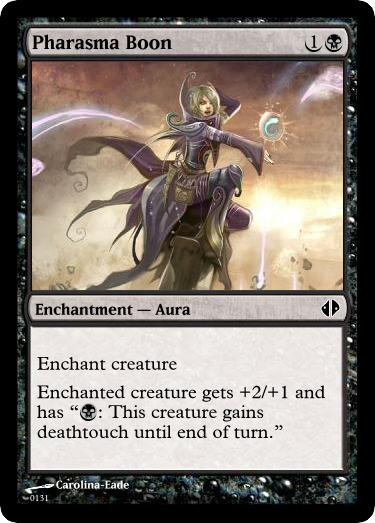 Pharasma Boon 1
Enchantment — Aura
Enchant creature
Enchanted creature gets +2/+1 and
has “: This creature gains
deathtouch until end of turn.”
Carolina-Eade
0131